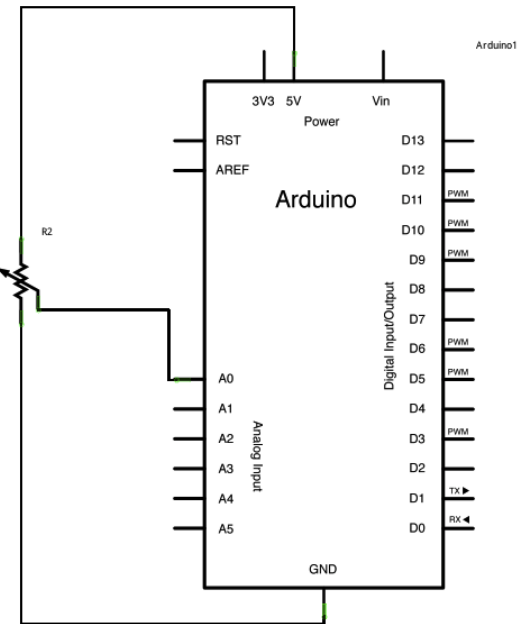 Arduino1
3V3 5V Vin
Power
RST D13
AREF D12
Arduino
D11 PWM
D10 PWM
R2
D9 PWM
D8
D7
Digital Input/Output
D6 PWM
A0 D5 PWM
A1 D4
A2 D3 PWM
Analog Input
A3 D2
A4 D1 TX ▶
A5 D0 RX ◀
GND